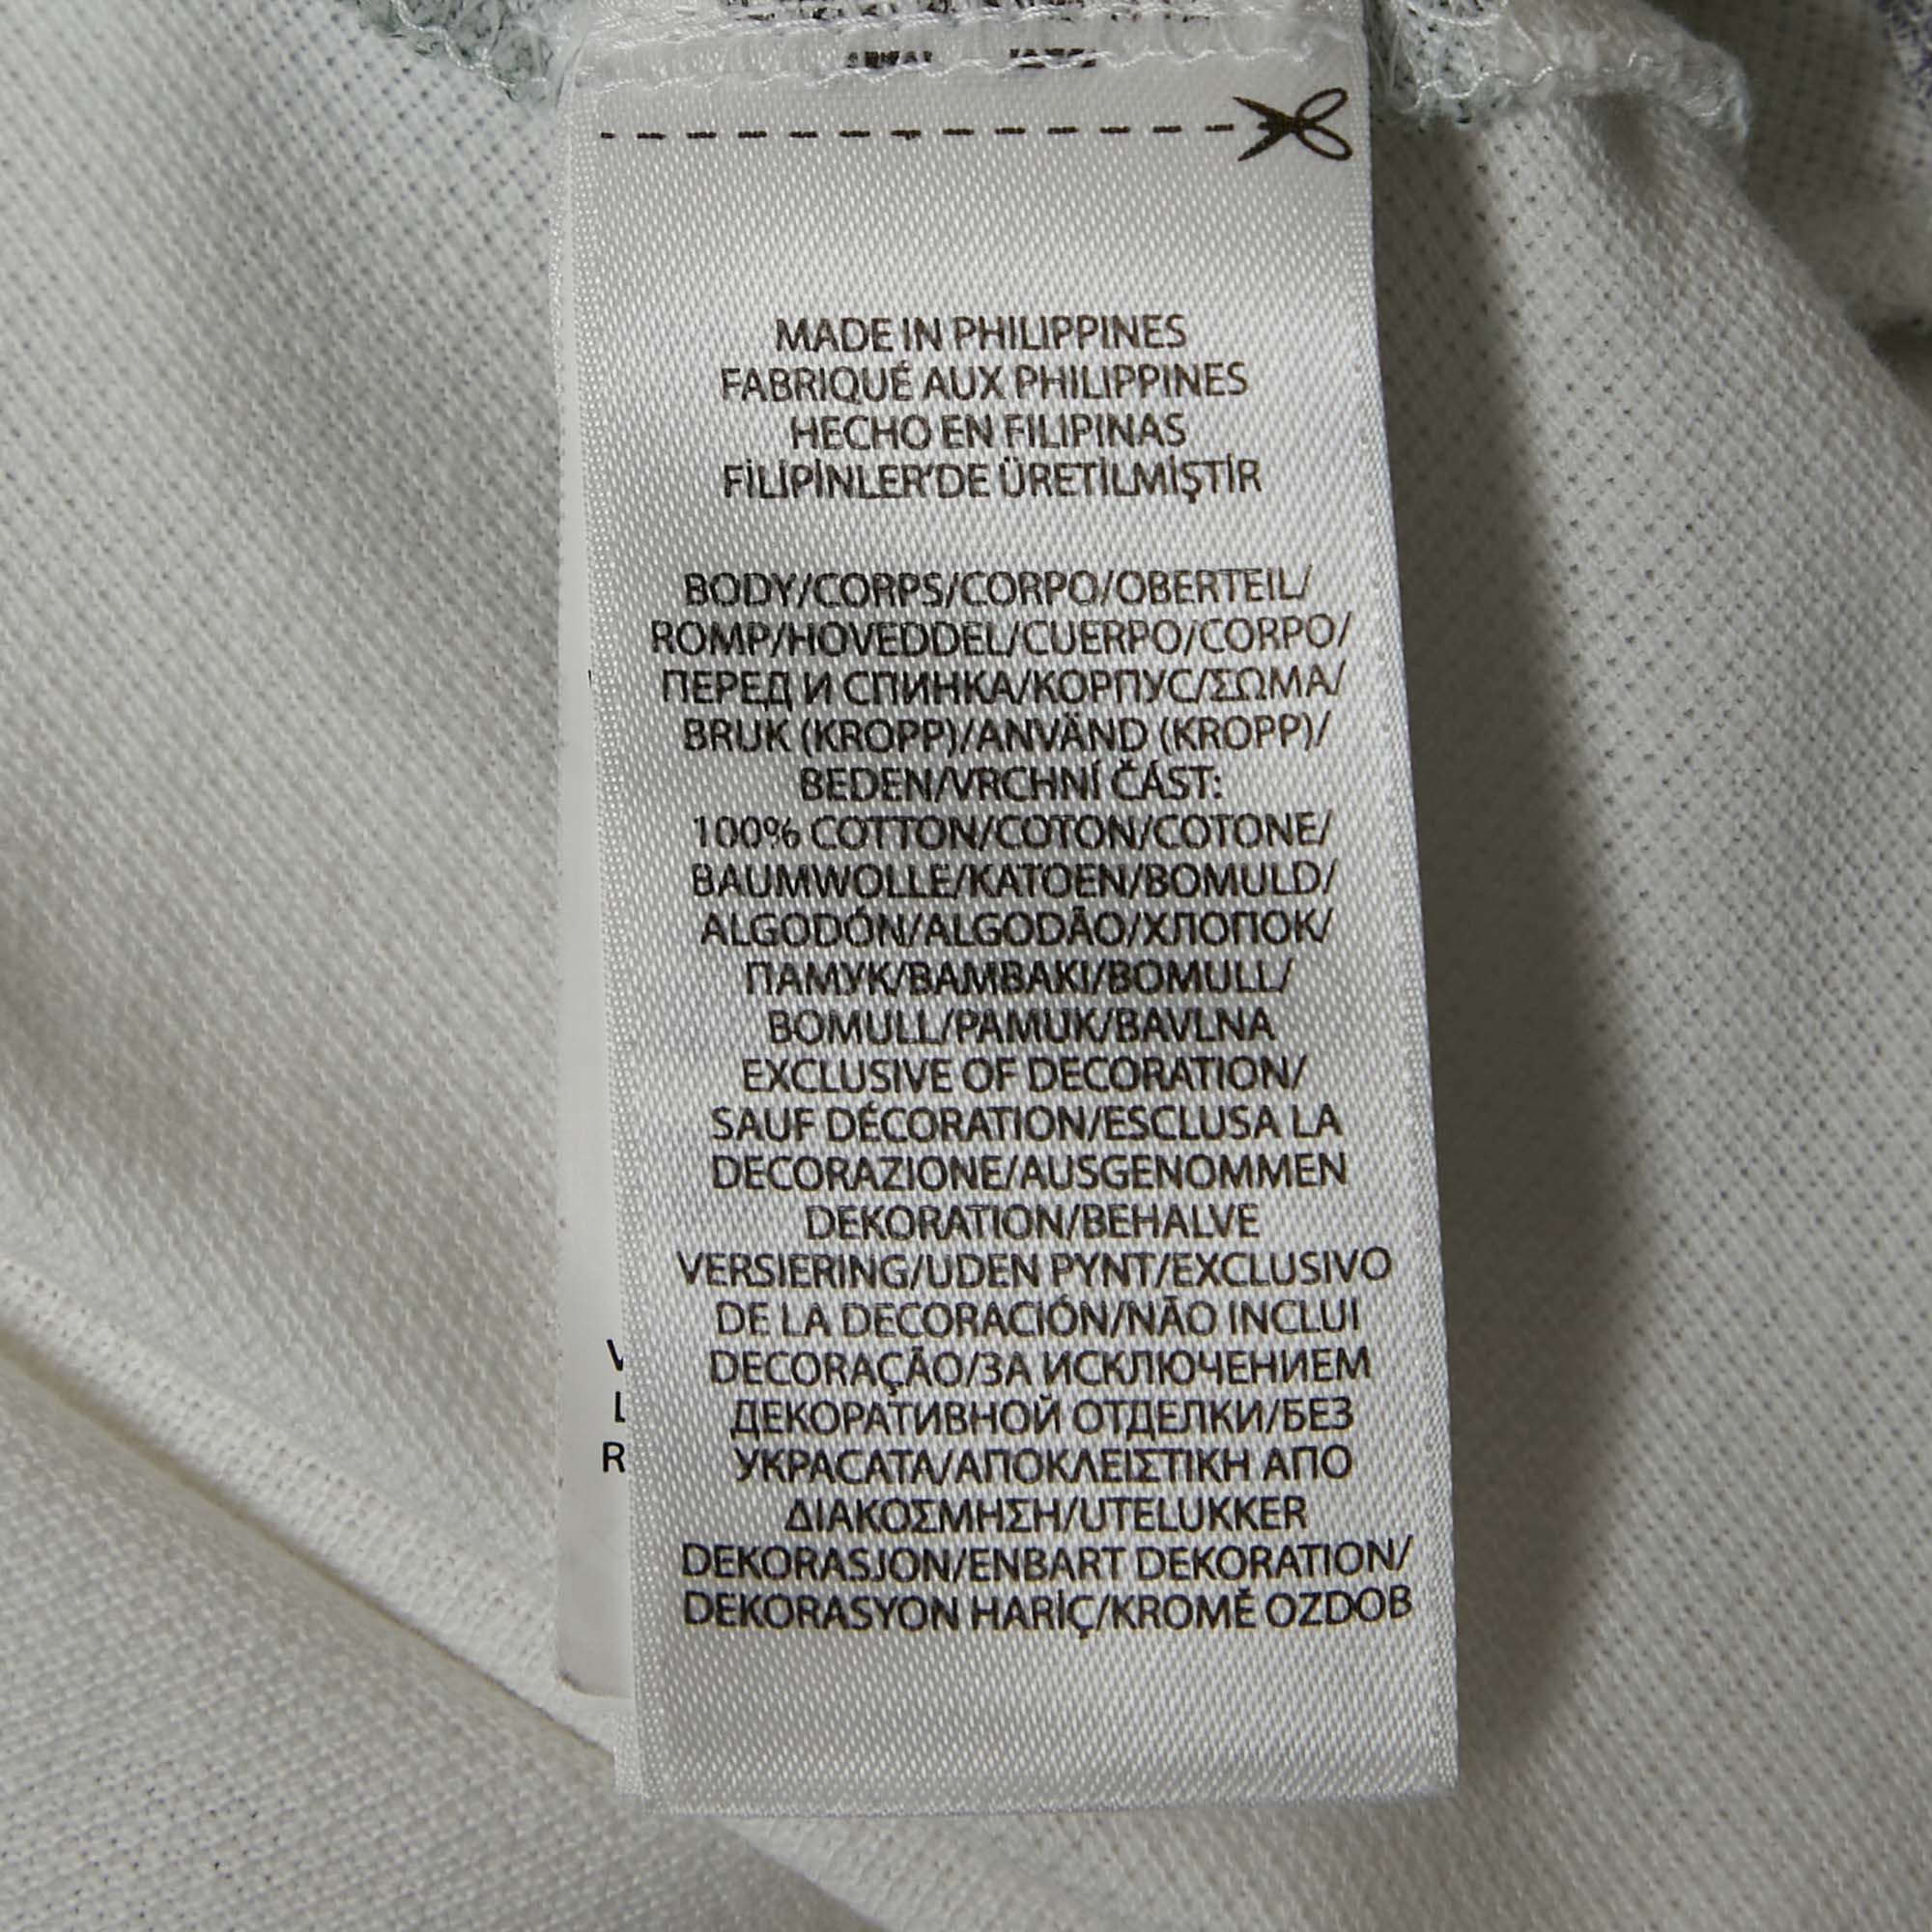 MADE IN PHILIPPINES
FABRIQUÉ AUX PHILIPPINES
HECHO EN FILIPINAS
FİLİPİNLER'DE ÜRETİLMİŞTİR
BODY/CORPS/CORPO/OBERTEIL/
ROMP/HOVEDDEL/CUERPO/CORPO/
ПЕРЕД И СПИНКА/КОРПУС/ΣΩΜΑ/
BRUK (KROPP)/ANVÄND (KROPP)/
BEDEN/VRCHNÍ ČÁST:
100% COTTON/COTON/COTONE/
BAUMWOLLE/KATOEN/BOMULD/
ALGODÓN/ALGODÃO/ХЛОПОК/
ПАМУК/ΒΑΜΒΑΚΙ/BOMULL/
BOMULL/PAMUK/BAVLNA
EXCLUSIVE OF DECORATION/
SAUF DÉCORATION/ESCLUSA LA
DECORAZIONE/AUSGENOMMEN
DEKORATION/BEHALVE
VERSIERING/UDEN PYNT/EXCLUSIVO
DE LA DECORACIÓN/NÃO INCLUI
DECORAÇÃO/ЗА ИСКЛЮЧЕНИЕМ
ДЕКОРАТИВНОЙ ОТДЕЛКИ/БЕЗ
УКРАСАТА/ΑΠΟΚΛΕΙΣΤΙΚΗ ΑΠΟ
ΔΙΑΚΟΣΜΗΣΗ/UTELUKKER
DEKORASJON/ENBART DEKORATION/
DEKORASYON HARİÇ/KROMĚ OZDOB